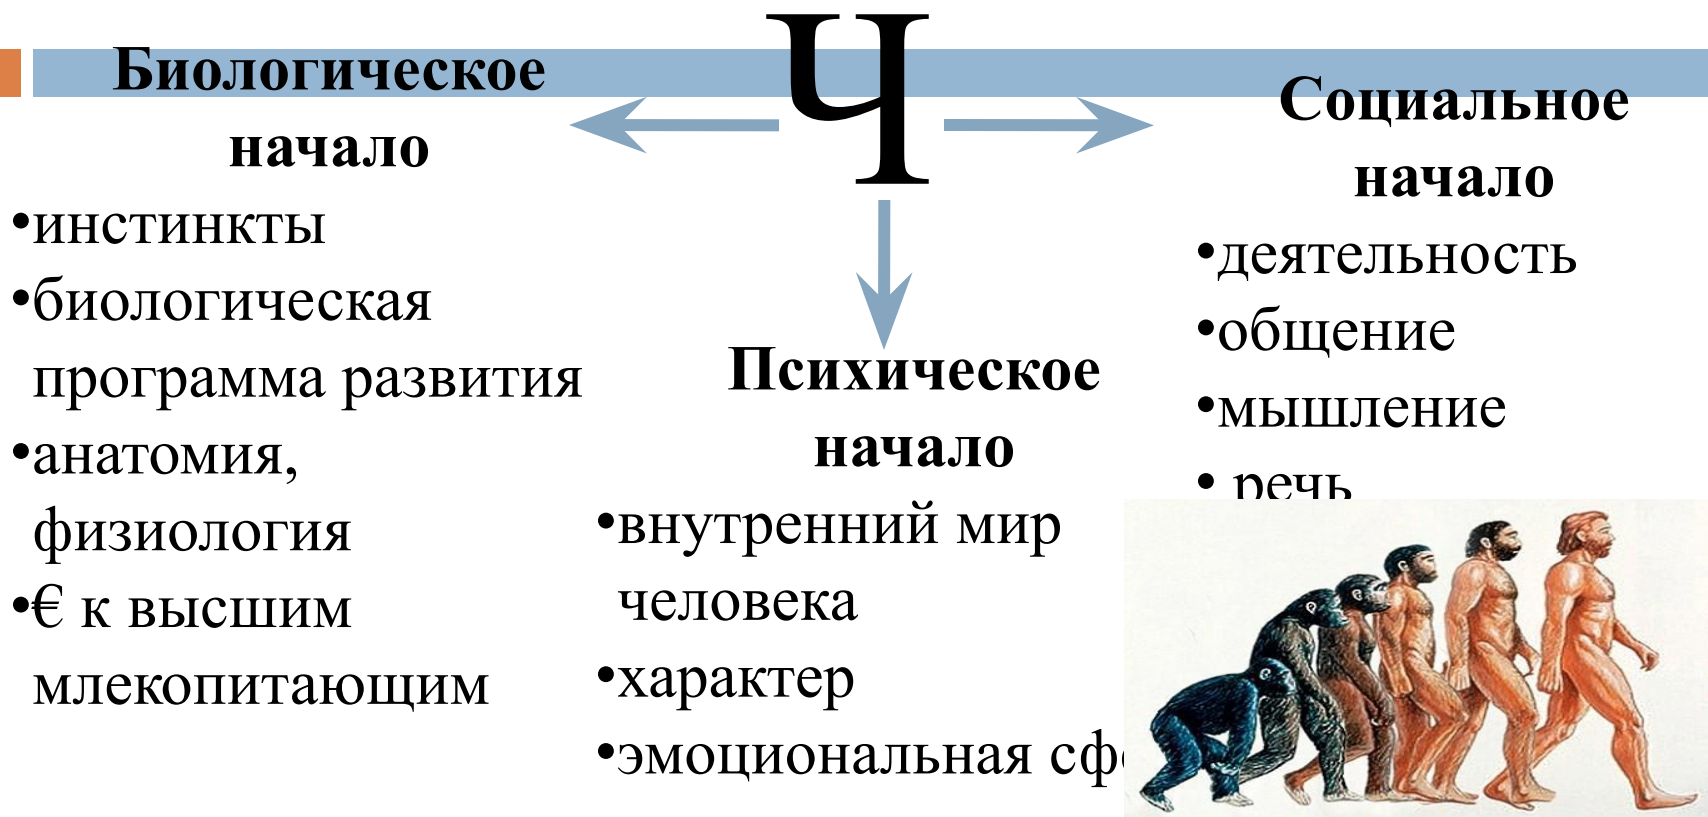 Ч
Биологическое
начало
•инстинкты
•биологическая
программа развития
•анатомия,
физиология
•€ к высшим
млекопитающим
Психическое
начало
•внутренний мир
человека
•характер
•эмоциональная
Социальное
начало
•деятельность
•общение
•мышление
• речь